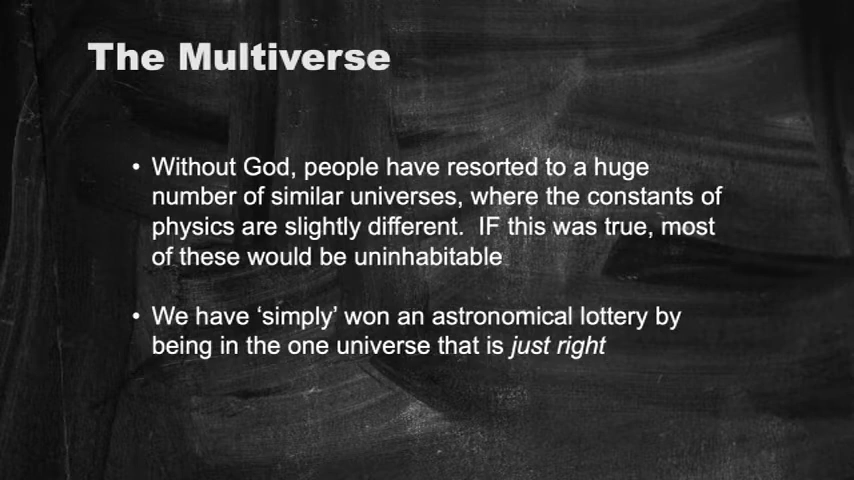 The Multiverse
• Without God, people have resorted to a huge
number of similar universes, where the constants of
physics are slightly different.  IF this was true, most
of these would be uninhabitable
• We have ‘simply’ won an astronomical lottery by
being in the one universe that is just right